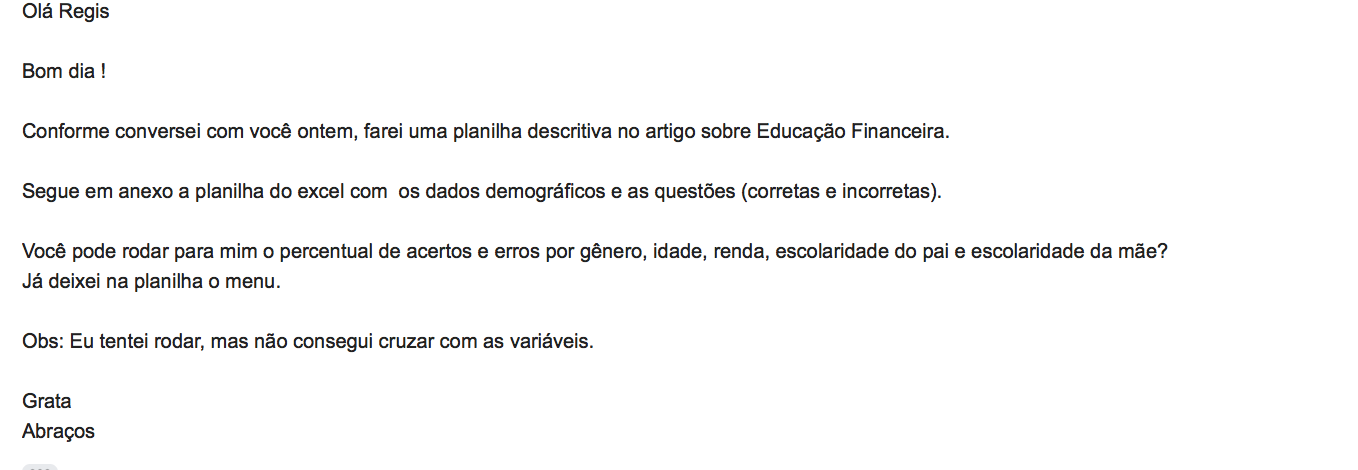 Olá Regis
Bom dia !
Conforme conversei com você ontem, farei uma planilha descritiva no artigo sobre Educação Financeira.
Segue em anexo a planilha do excel com  os dados demográficos e as questões (corretas e incorretas).
Você pode rodar para mim o percentual de acertos e erros por gênero, idade, renda, escolaridade do pai e escolaridade da mãe?
Já deixei na planilha o menu.
Obs: Eu tentei rodar, mas não consegui cruzar com as variáveis.
Grata
Abraços